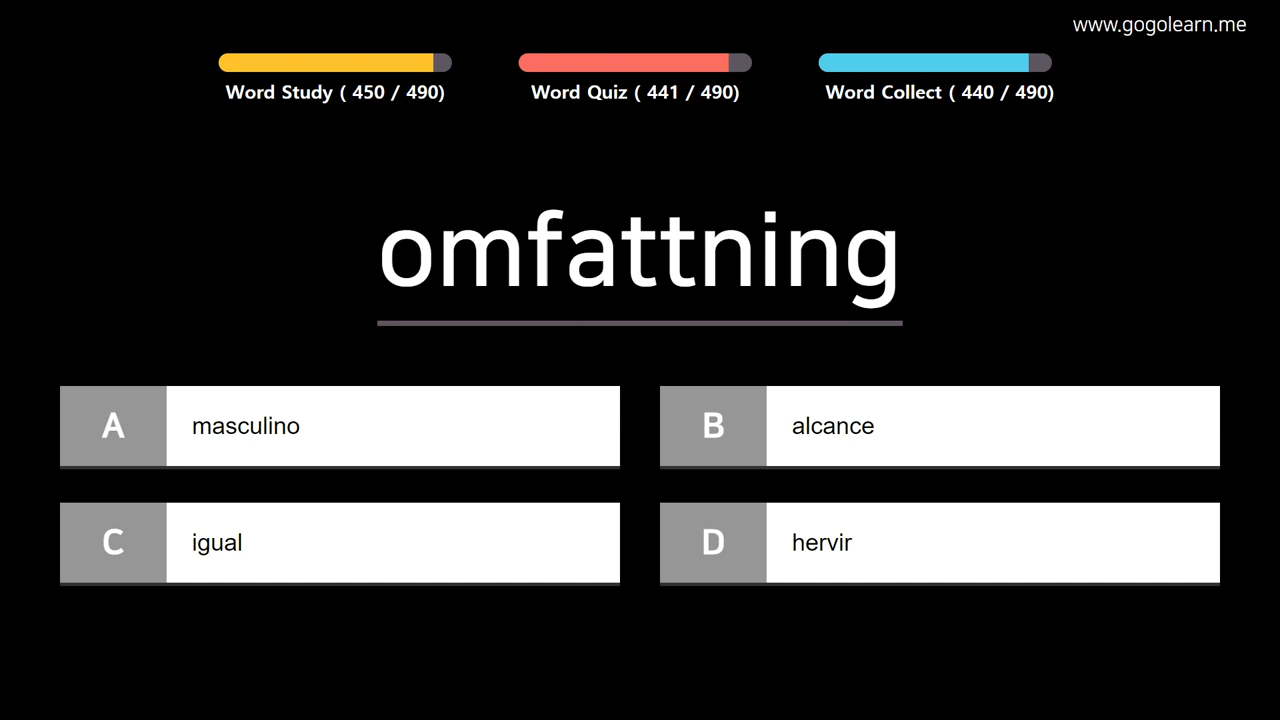 www.gogolearn.me
Word Study ( 450 / 490)
Word Quiz ( 441 / 490)
Word Collect ( 440 / 490)
omfattning
A masculino
B alcance
C igual
D hervir